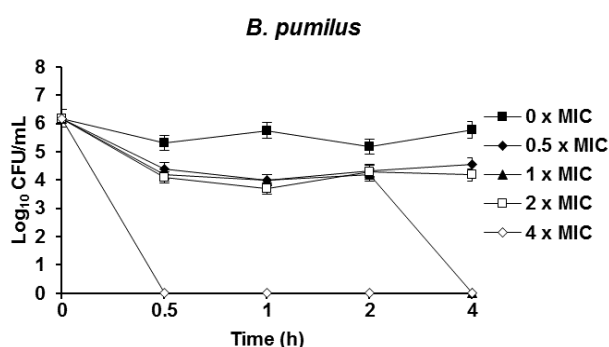 B. pumilus
8
7
6
5
4
3
2
1
0
Log10 CFU/mL
0 0.5 1 2 4
Time (h)
0 x MIC
0.5 x MIC
1 x MIC
2 x MIC
4 x MIC